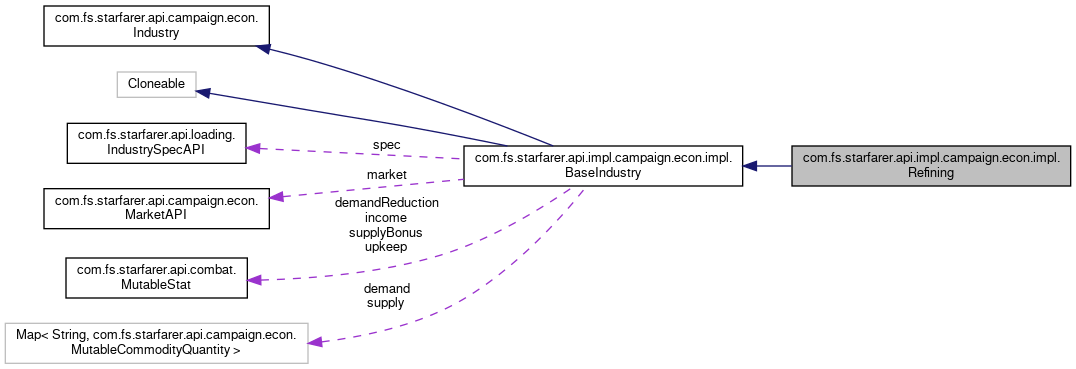 com.fs.starfarer.api.campaign.econ.
Industry
Cloneable
com.fs.starfarer.api.loading.
IndustrySpecAPI
com.fs.starfarer.api.campaign.econ.
MarketAPI
com.fs.starfarer.api.combat.
MutableStat
Map< String, com.fs.starfarer.api.campaign.econ.
MutableCommodityQuantity >
spec
market
demandReduction
income
supplyBonus
upkeep
demand
supply
com.fs.starfarer.api.impl.campaign.econ.impl.
BaseIndustry
com.fs.starfarer.api.impl.campaign.econ.impl.
Refining